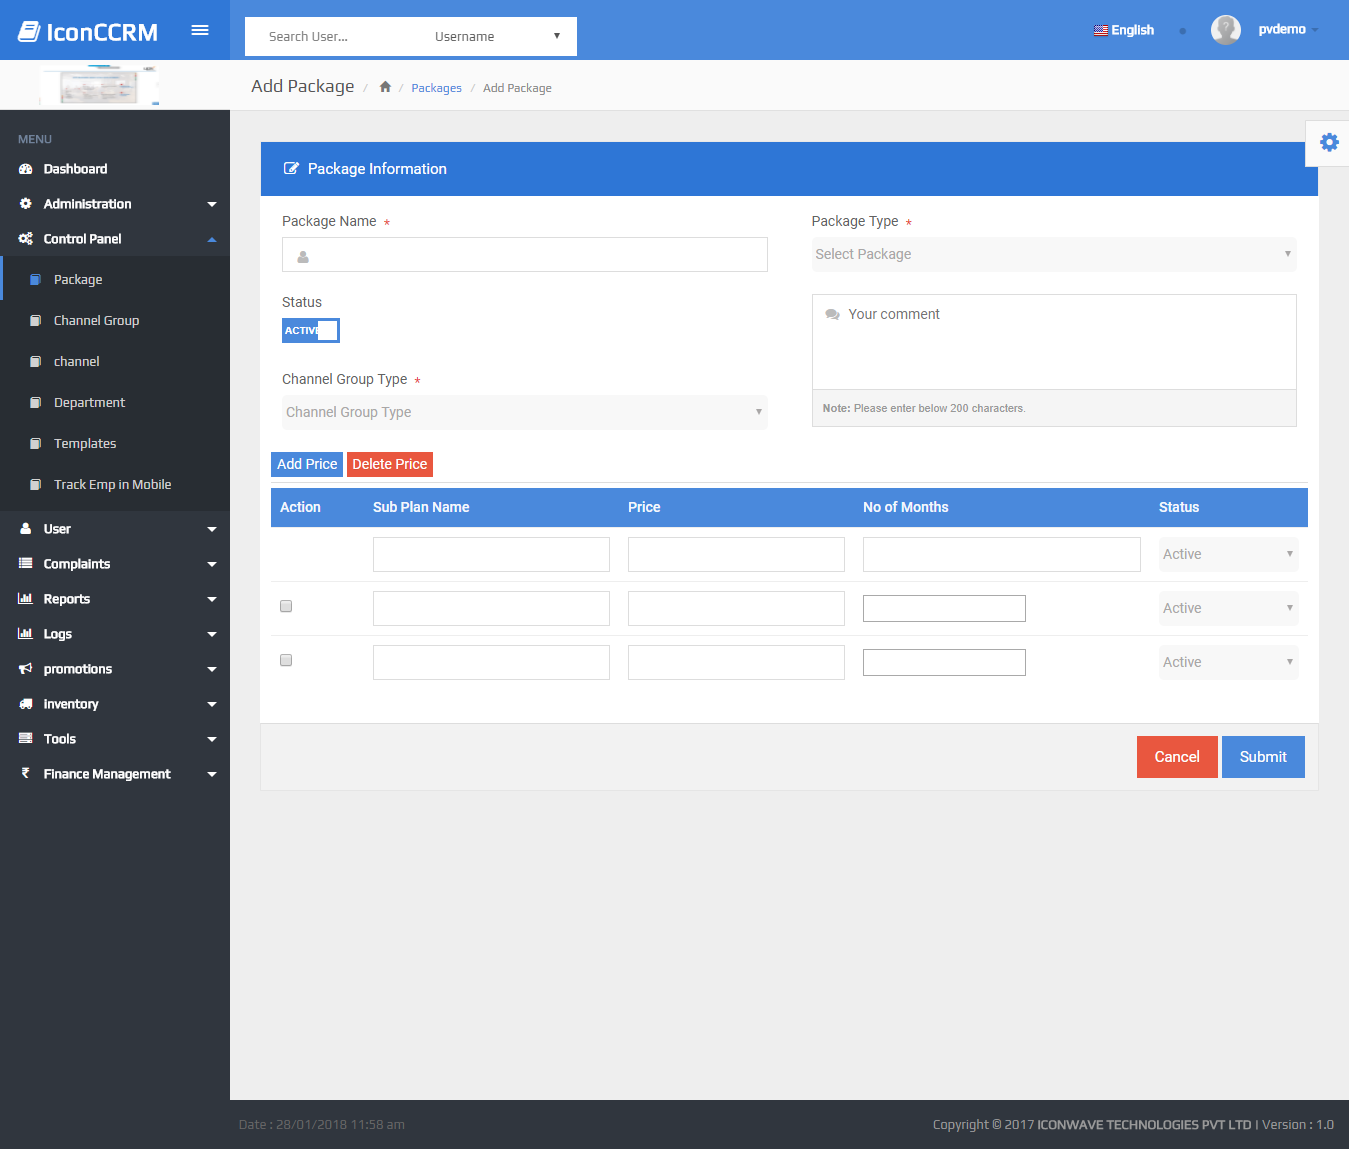 IconCCRM
Search User...
Username
English
pvdemo
Add Package / / Packages / Add Package
MENU
Dashboard
Administration
Control Panel
Package
Channel Group
channel
Department
Templates
Track Emp in Mobile
User
Complaints
Reports
Logs
promotions
inventory
Tools
Finance Management
Package Information
Package Name *
Package Type *
Select Package
Status
ACTIVE
Your comment
Note: Please enter below 200 characters.
Channel Group Type *
Channel Group Type
Add Price
Delete Price
Action Sub Plan Name Price No of Months Status
Active
Active
Active
Cancel
Submit
Date : 28/01/2018 11:58 am
Copyright © 2017 ICONWAVE TECHNOLOGIES PVT LTD | Version : 1.0